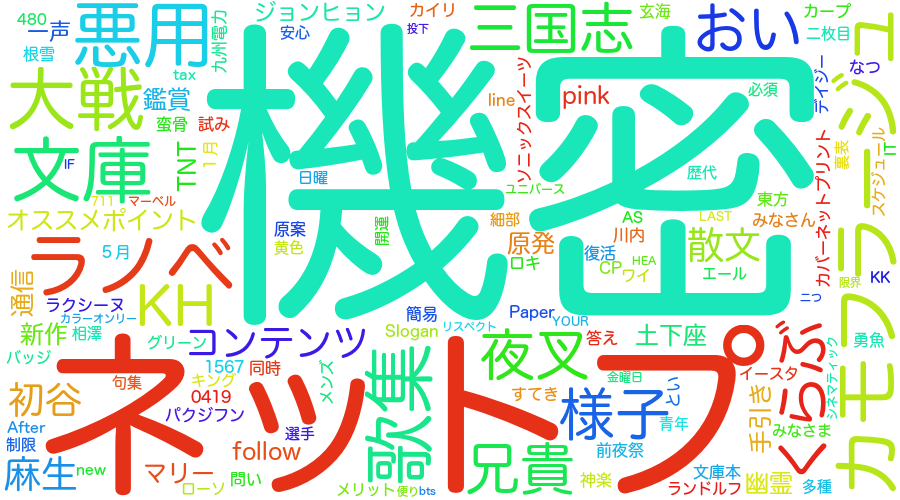 480
一声
根雪
悪用
九州電力
ジョンヒョン
安心
カイリ
投下
三国志
玄海
おい
カープ
二枚目
なつ
デイジー
カモフラージュ
大戦
tax
鑑賞
蛮骨
試み
1月
機密
日曜
line
ソニックスイーツ
pink
必須
歴代
ユニバース
東方
裏表
スケジュール
IT
文庫
IF
TNT
711
マーベル
オススメポイント
原案
黄色
開運
細部
原発
ロキ
AS
川内
LAST
みなさん
カバーネットプリント
復活
CP
ワイ
HEA
散文
エール
限界
KK
二つ
ラノベ
通信
5月
ラクシーヌ
カラーオンリー
KH
簡易
Paper
YOUR
新作
相澤
グリーン
コンテンツ
Slogan
リスペクト
答え
土下座
くらぶ
勇魚
シネマティック
バッジ
ネットプ
1567
同時
キング
0419
メンズ
歌集
夜叉
金曜日
という
イースタ
初谷
句集
パクジフン
選手
すてき
様子
青年
手引き
みなさま
After
制限
follow
前夜祭
麻生
new
マリー
問い
ローソ
メリット
便り
bts
兄貴
神楽
文庫本
ランドルフ
幽霊
多種